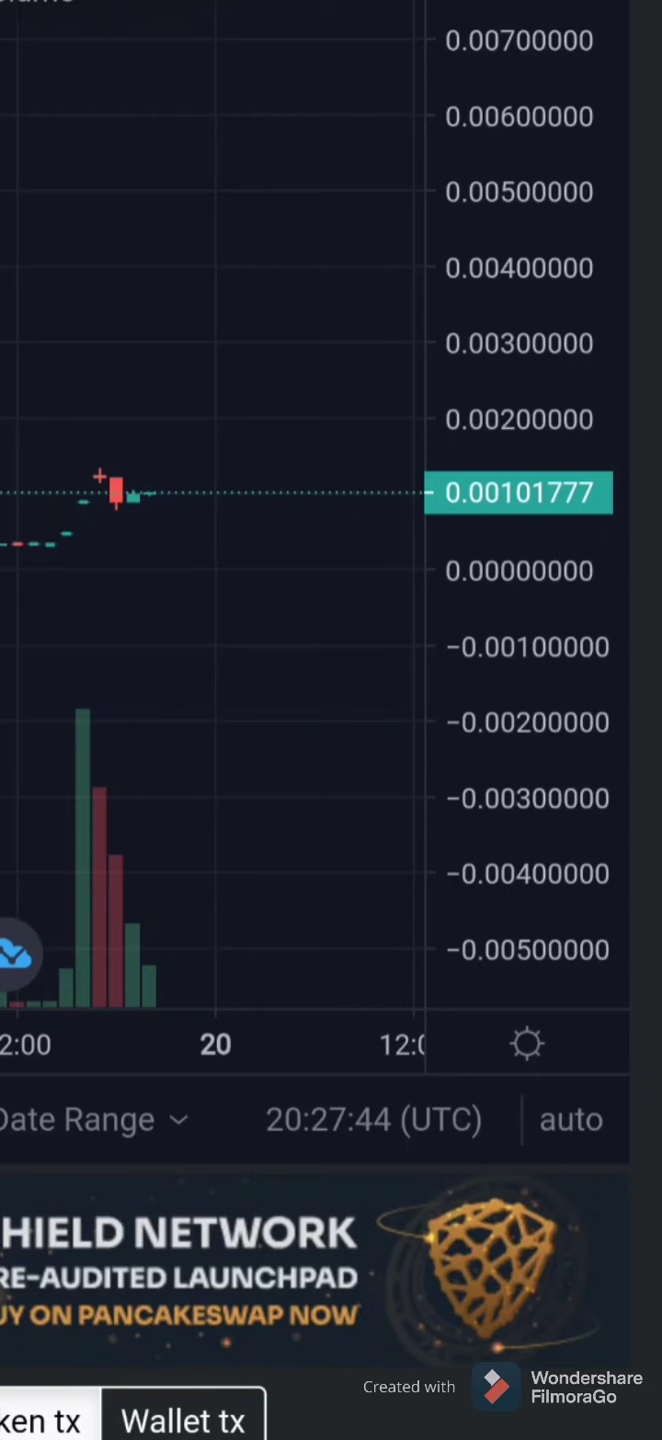 0.00700000
0.00600000
0.00500000
0.00400000
0.00300000
0.00200000
0.00101777
0.00000000
−0.00100000
−0.00200000
−0.00300000
−0.00400000
−0.00500000
2:00 20 12:0
Date Range 20:27:44 (UTC) auto
HIELD NETWORK
RE-AUDITED LAUNCHPAD
UY ON PANCAKESWAP NOW
Created with Wondershare
FilmoraGo
ken tx Wallet tx